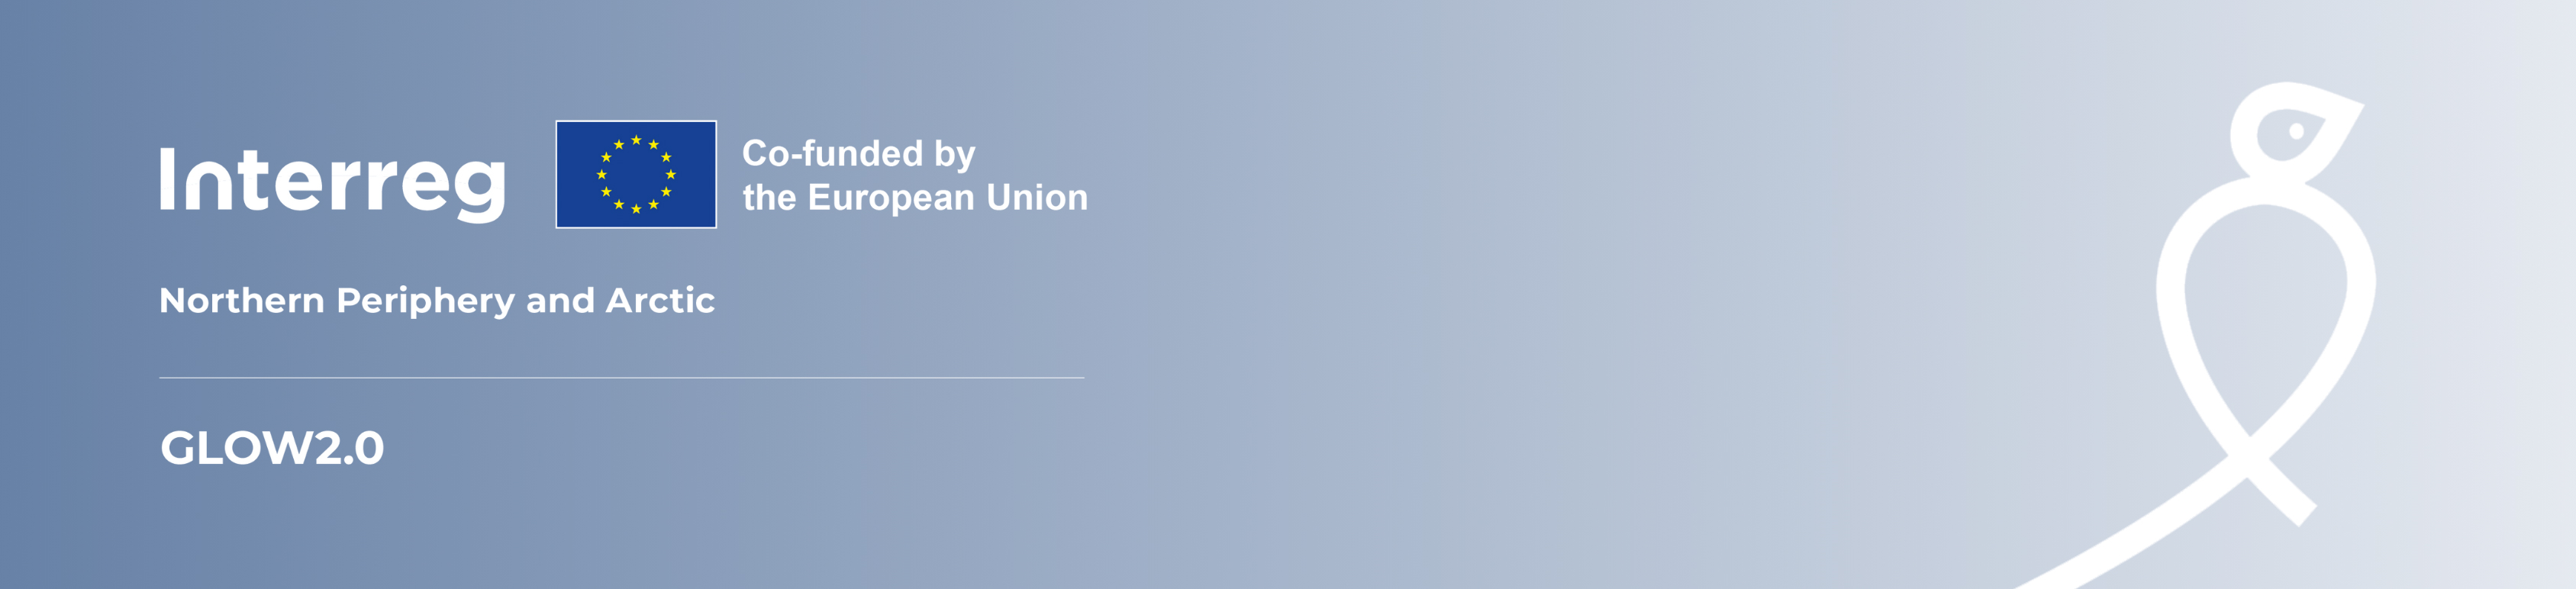 Interreg
Co-funded by
the European Union
Northern Periphery and Arctic
GLOW2.0